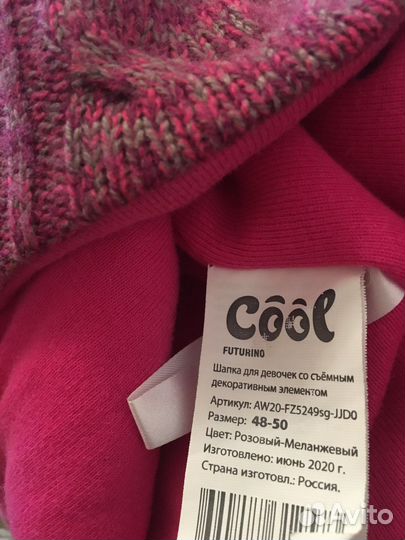 Cool
FUTURINO
Шапка для девочек со съёмным
декоративным элементом
Артикул: AW20-FZ5249sg-JJD0
Размер: 48-50
Цвет: Розовый-Меланжевый
Изготовлено: июнь 2020 г.
Страна изготовл.: Россия.
Avito